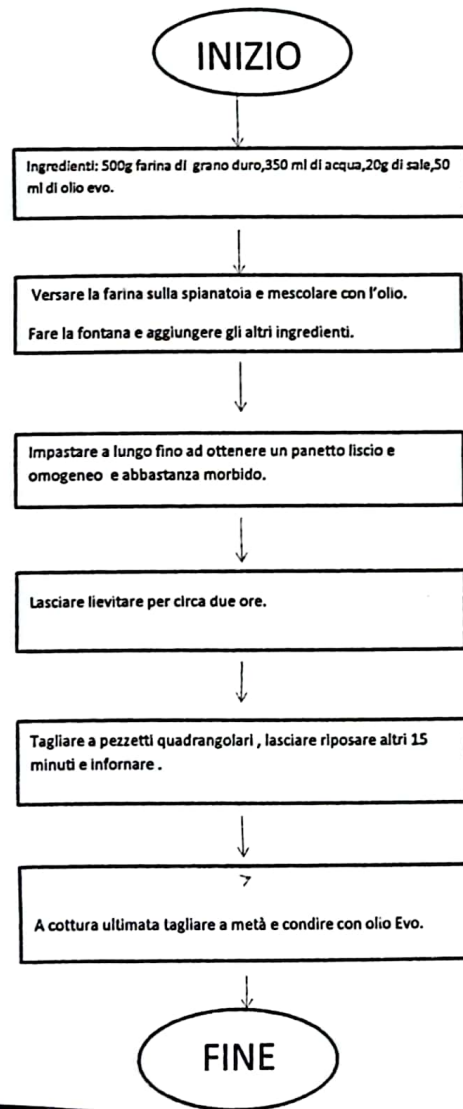 INIZIO
Ingredienti: 500g farina di grano duro,350 ml di acqua,20g di sale,50
ml di olio evo.
Versare la farina sulla spianatoia e mescolare con l'olio.
Fare la fontana e aggiungere gli altri ingredienti.
Impastare a lungo fino ad ottenere un panetto liscio e
omogeneo e abbastanza morbido.
Lasciare lievitare per circa due ore.
Tagliare a pezzetti quadrangolari , lasciare riposare altri 15
minuti e infornare .
A cottura ultimata tagliare a metà e condire con olio Evo.
FINE